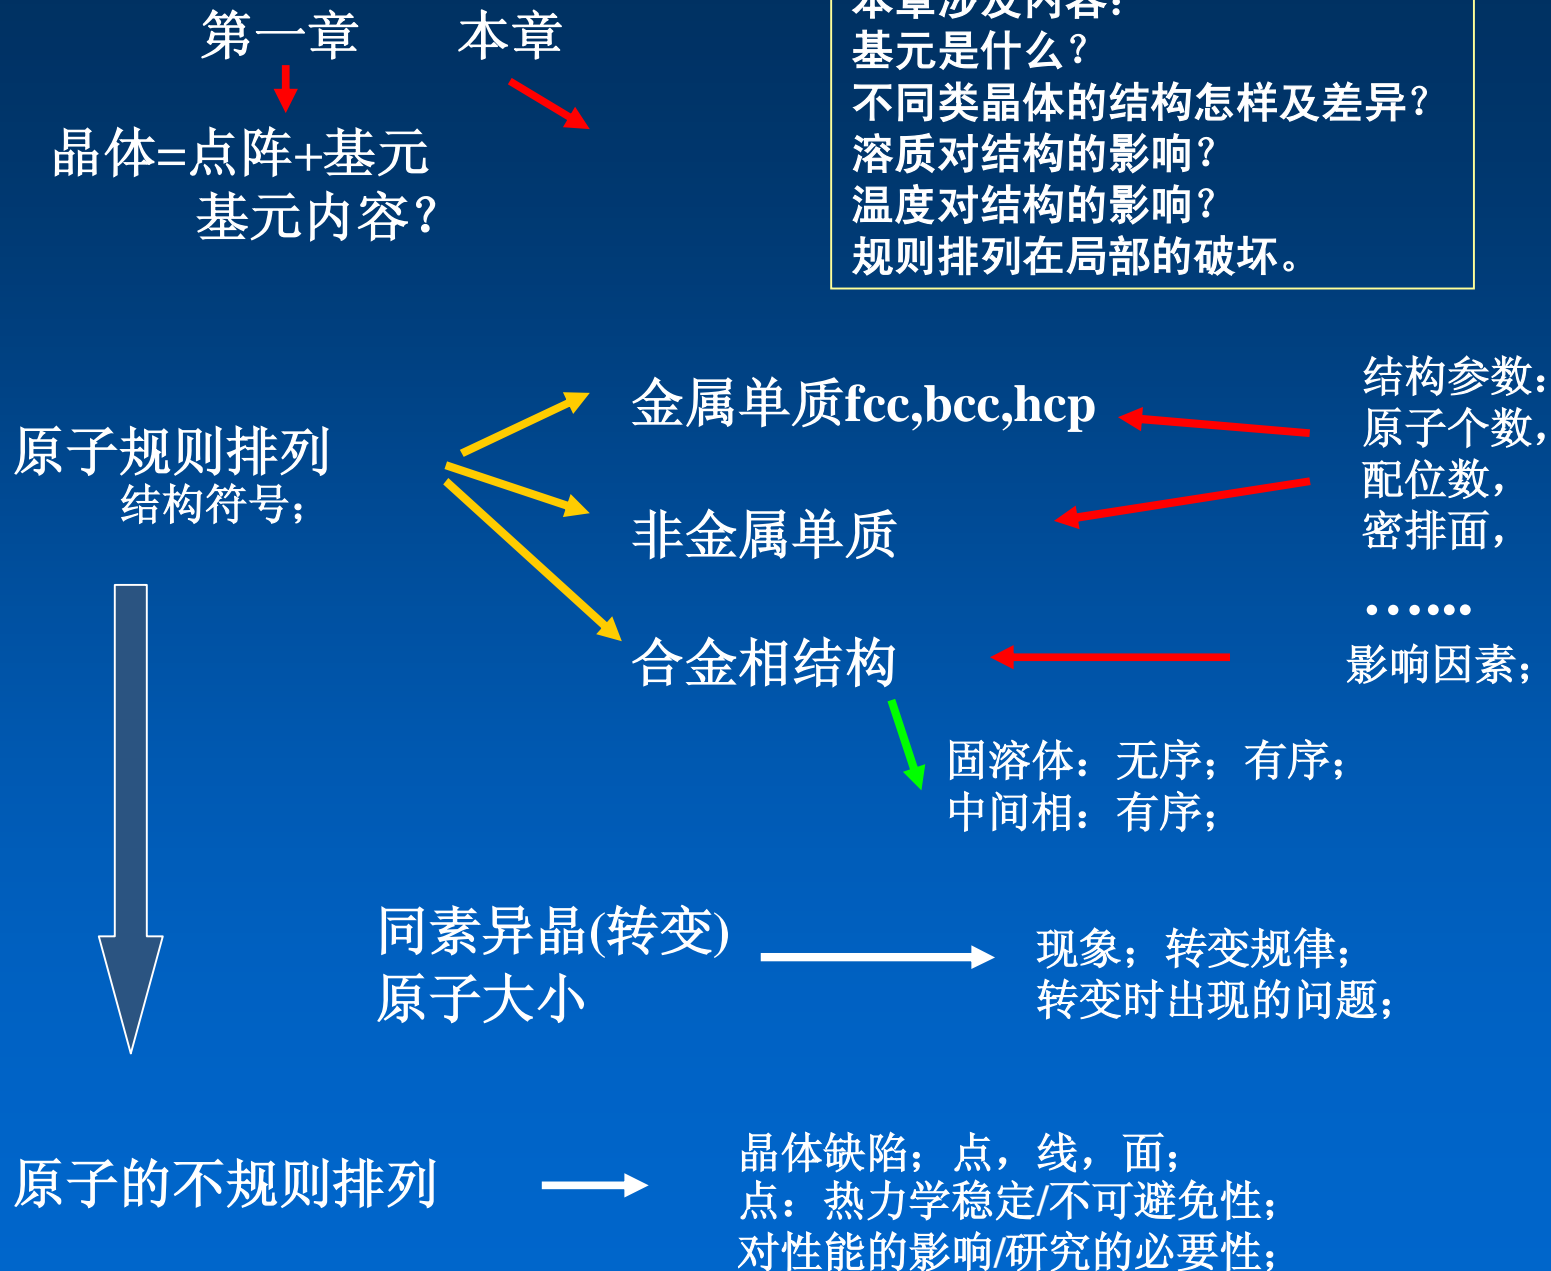 第一章 本章
晶体=点阵+基元
基元内容？
本章涉及内容：
基元是什么？
不同类晶体的结构怎样及差异？
溶质对结构的影响？
温度对结构的影响？
规则排列在局部的破坏。
原子规则排列
结构符号；
金属单质fcc,bcc,hcp
非金属单质
合金相结构
结构参数：
原子个数，
配位数，
密排面，
…...
影响因素；
固溶体：无序；有序；
中间相：有序；
同素异晶(转变)
原子大小
现象；转变规律；
转变时出现的问题；
原子的不规则排列
晶体缺陷；点，线，面；
点：热力学稳定/不可避免性；
对性能的影响/研究的必要性；